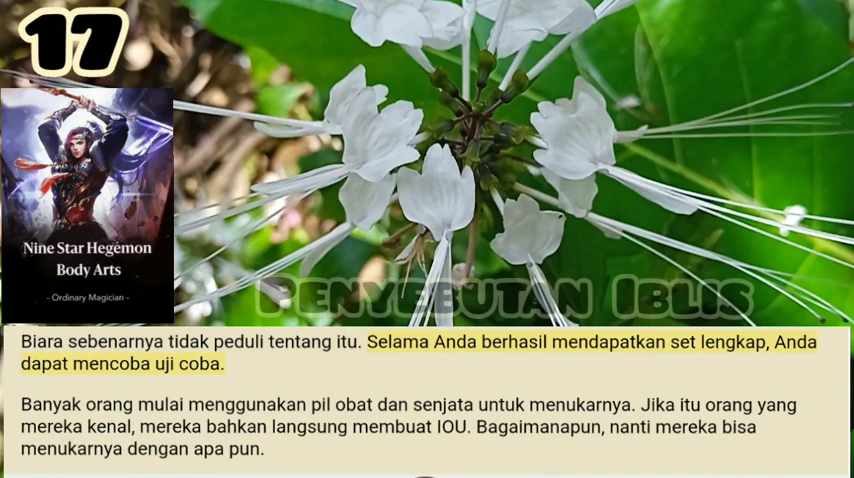 17
Nine Star Hegemon
Body Arts
- Ordinary Magician -
Penyebutan Iblis
Biara sebenarnya tidak peduli tentang itu. Selama Anda berhasil mendapatkan set lengkap, Anda
dapat mencoba uji coba.
Banyak orang mulai menggunakan pil obat dan senjata untuk menukarnya. Jika itu orang yang
mereka kenal, mereka bahkan langsung membuat IOU. Bagaimanapun, nanti mereka bisa
menukarnya dengan apa pun.